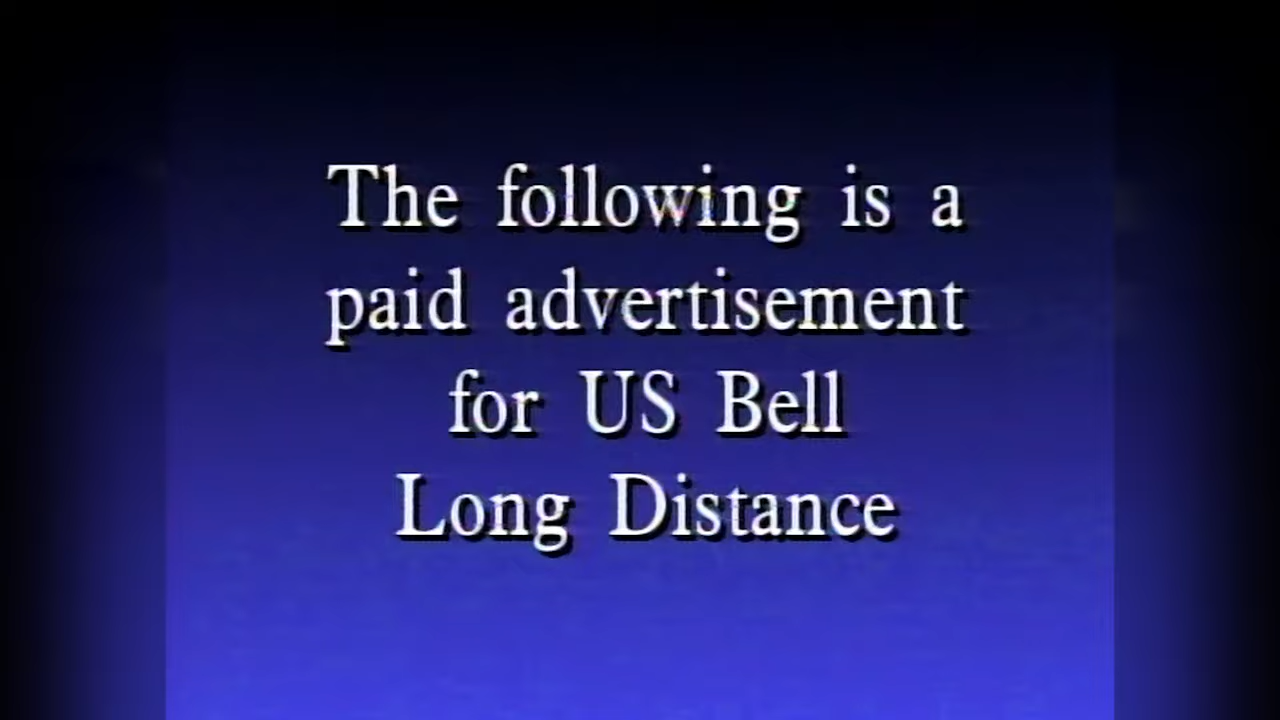 The following is a
paid advertisement
for US Bell
Long Distance